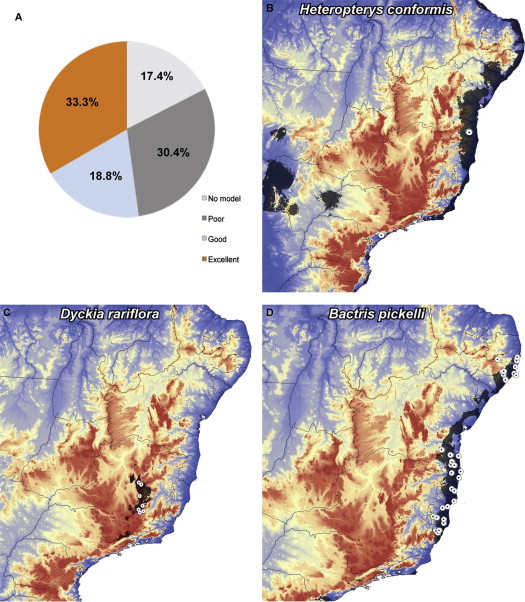 A
17.4%
33.3%
30.4%
18.8%
No model
Poor
Good
Excellent
B
Heteropterys conformis
C
Dyckia rariflora
D
Bactris pickelli